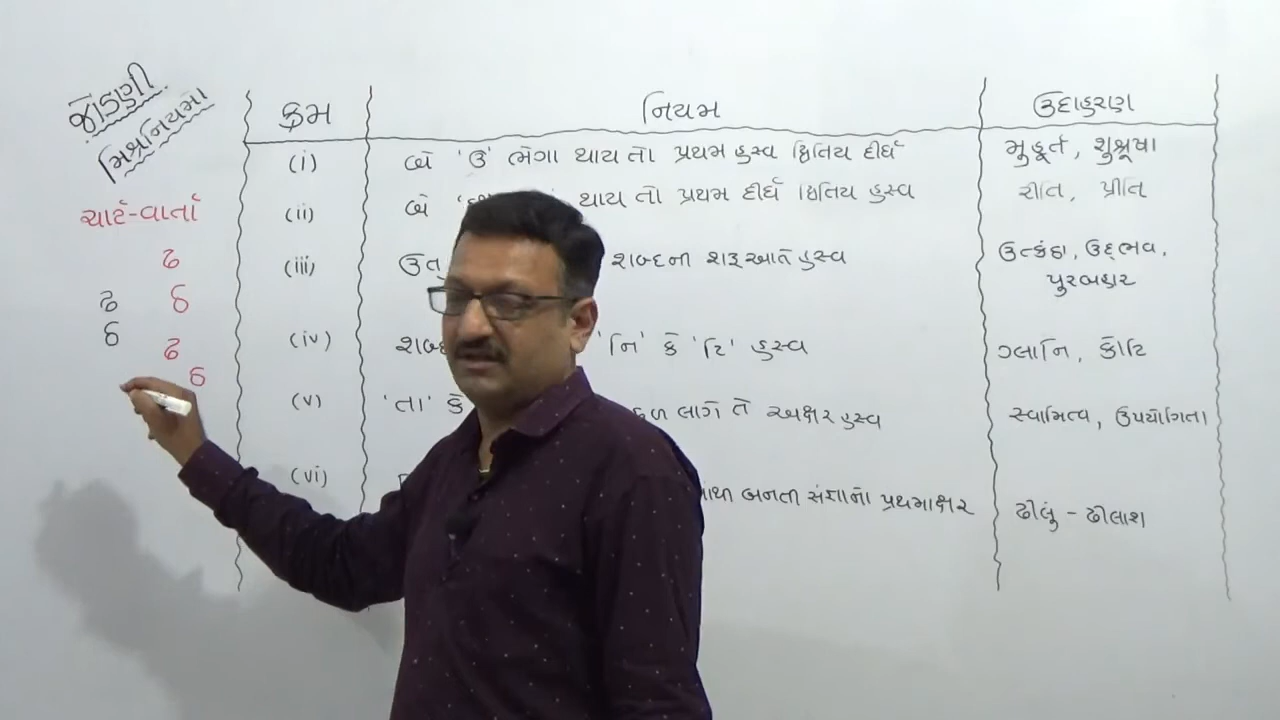 જોડણી
મિશ્રનિયમો
ચાર્ટ-વાર્તા
ઢ
ઢ ઠ
ઠ ઢ
ઠ
ક્રમ નિયમ ઉદાહરણ
(i) બે 'ઉ' ભેગા થાય તો પ્રથમ હ્રસ્વ દ્વિતિય દીર્ઘ મુહૂર્ત, શુશ્રૂષા
(ii) બે થાય તો પ્રથમ દીર્ઘ દ્વિતિય હ્રસ્વ રીતિ, પ્રીતિ
(iii) શબ્દની શરૂઆતે હ્રસ્વ ઉત્કંઠા, ઉદ્‌ભવ,
પુરબહાર
(iv) 'નિ' કે 'ટિ' હ્રસ્વ ગ્લાનિ, કોટિ
(v) 'તા' કે લાગે તે અક્ષર હ્રસ્વ સ્વામિત્વ, ઉપયોગિતા
(vi) બનતી સંજ્ઞાનો પ્રથમાક્ષર ઢીલું - ઢીલાશ